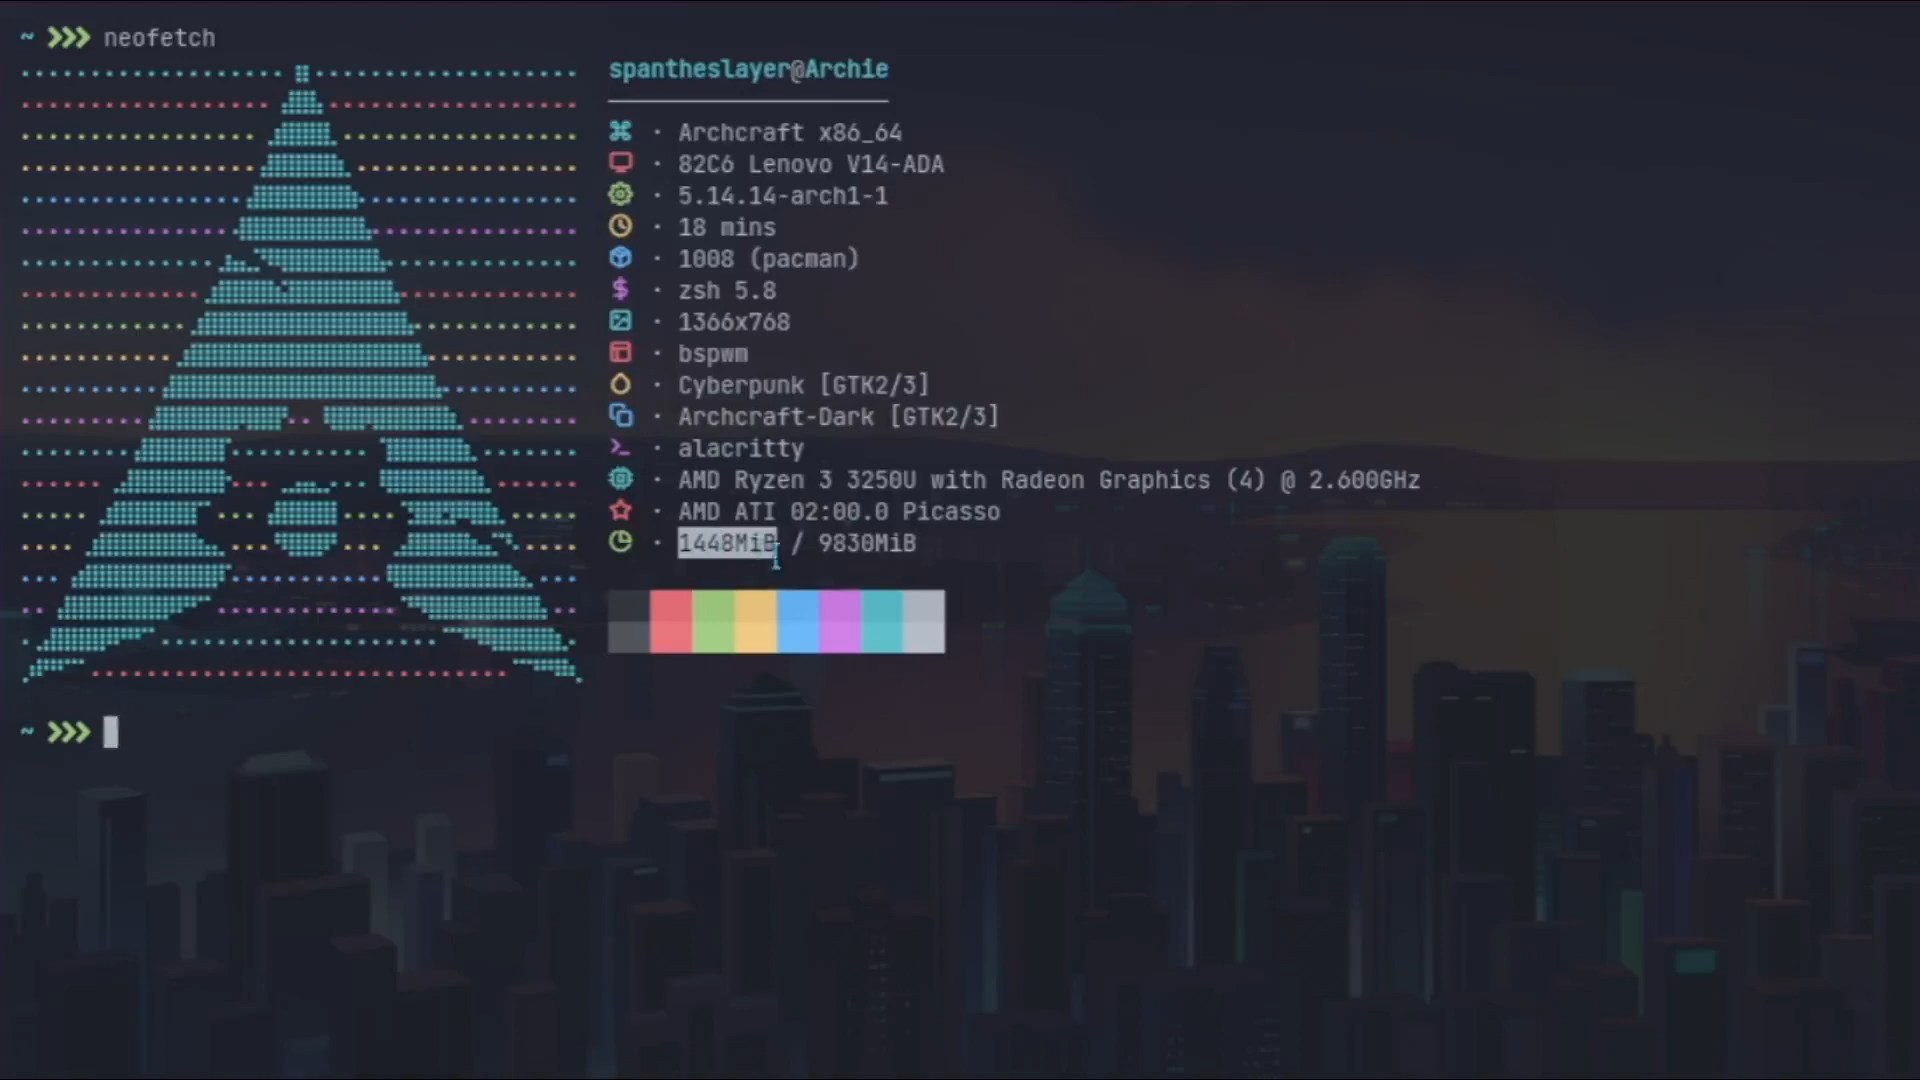 ~ neofetch
spantheslayer@Archie
· Archcraft x86_64
· 82C6 Lenovo V14-ADA
· 5.14.14-arch1-1
· 18 mins
· 1008 (pacman)
$ · zsh 5.8
· 1366x768
· bspwm
· Cyberpunk [GTK2/3]
· Archcraft-Dark [GTK2/3]
· alacritty
· AMD Ryzen 3 3250U with Radeon Graphics (4) @ 2.600GHz
· AMD ATI 02:00.0 Picasso
· 1448MiB / 9830MiB
~